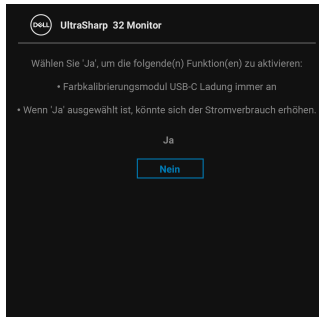 DELL UltraSharp 32 Monitor
Wählen Sie 'Ja', um die folgende(n) Funktion(en) zu aktivieren:
• Farbkalibrierungsmodul USB-C Ladung immer an
• Wenn 'Ja' ausgewählt ist, könnte sich der Stromverbrauch erhöhen.
Ja
Nein